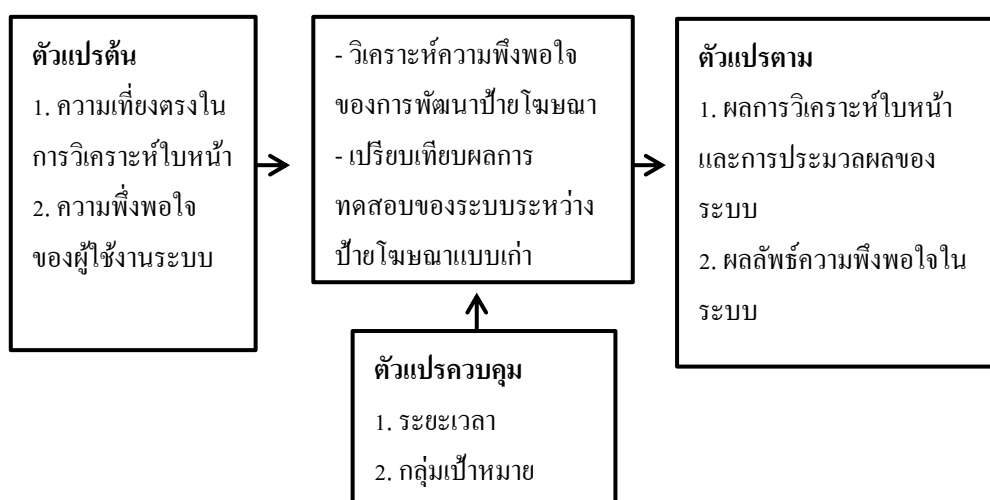 ตัวแปรต้น
1. ความเที่ยงตรงใน
การวิเคราะห์ใบหน้า
2. ความพึ่งพอใจ
ของผู้ใช้งานระบบ
- วิเคราะห์ความพึงพอใจ
ของการพัฒนาป้ายโฆษณา
- เปรียบเทียบผลการ
ทดสอบของระบบระหว่าง
ป้ายโฆษณาแบบเก่า
ตัวแปรตาม
1. ผลการวิเคราะห์ใบหน้า
และการประมวลผลของ
ระบบ
2. ผลลัพธ์ความพึงพอใจใน
ระบบ
ตัวแปรควบคุม
1. ระยะเวลา
2. กลุ่มเป้าหมาย